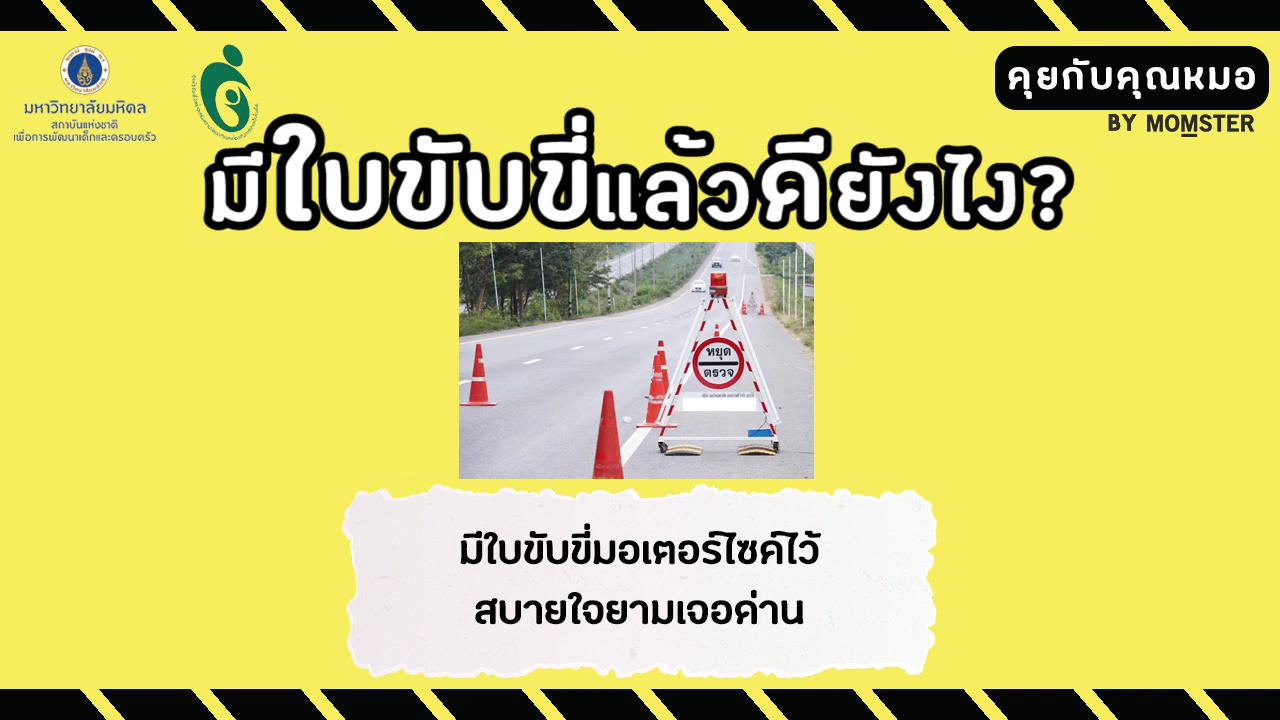 มหาวิทยาลัยมหิดล
สถาบันแห่งชาติ
เพื่อการพัฒนาเด็กและครอบครัว
คุยกับคุณหมอ
BY MOMSTER
มีใบขับขี่แล้วดียังไง?
หยุด
ตรวจ
มีใบขับขี่มอเตอร์ไซค์ไว้
สบายใจยามเจอด่าน